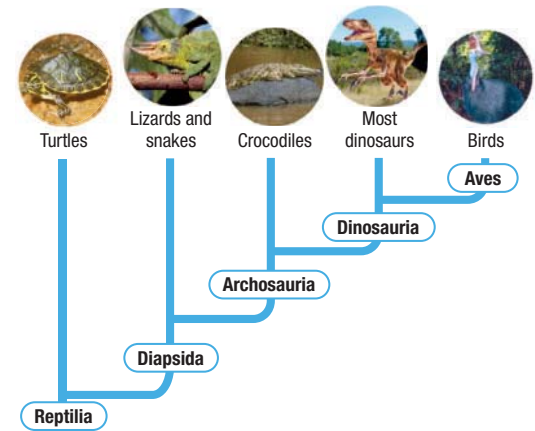 Turtles
Lizards and
snakes
Crocodiles
Most
dinosaurs
Birds
Aves
Dinosauria
Archosauria
Diapsida
Reptilia